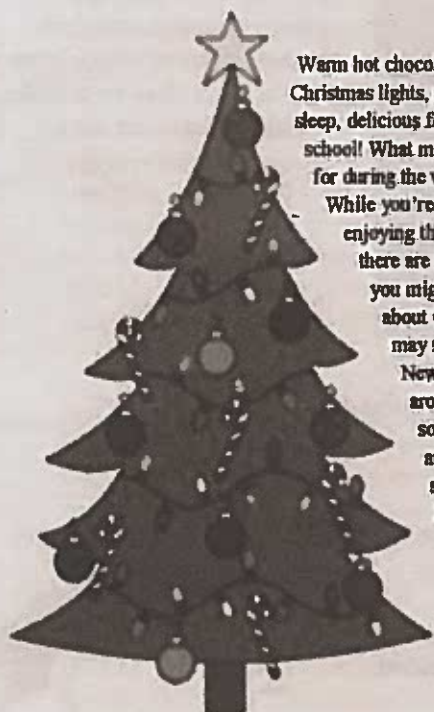 Warm hot choco
Christmas lights,
sleep, delicious f
school! What m
for during the
While you're
enjoying th
there are
you mig
about
may
New
aro
so
a